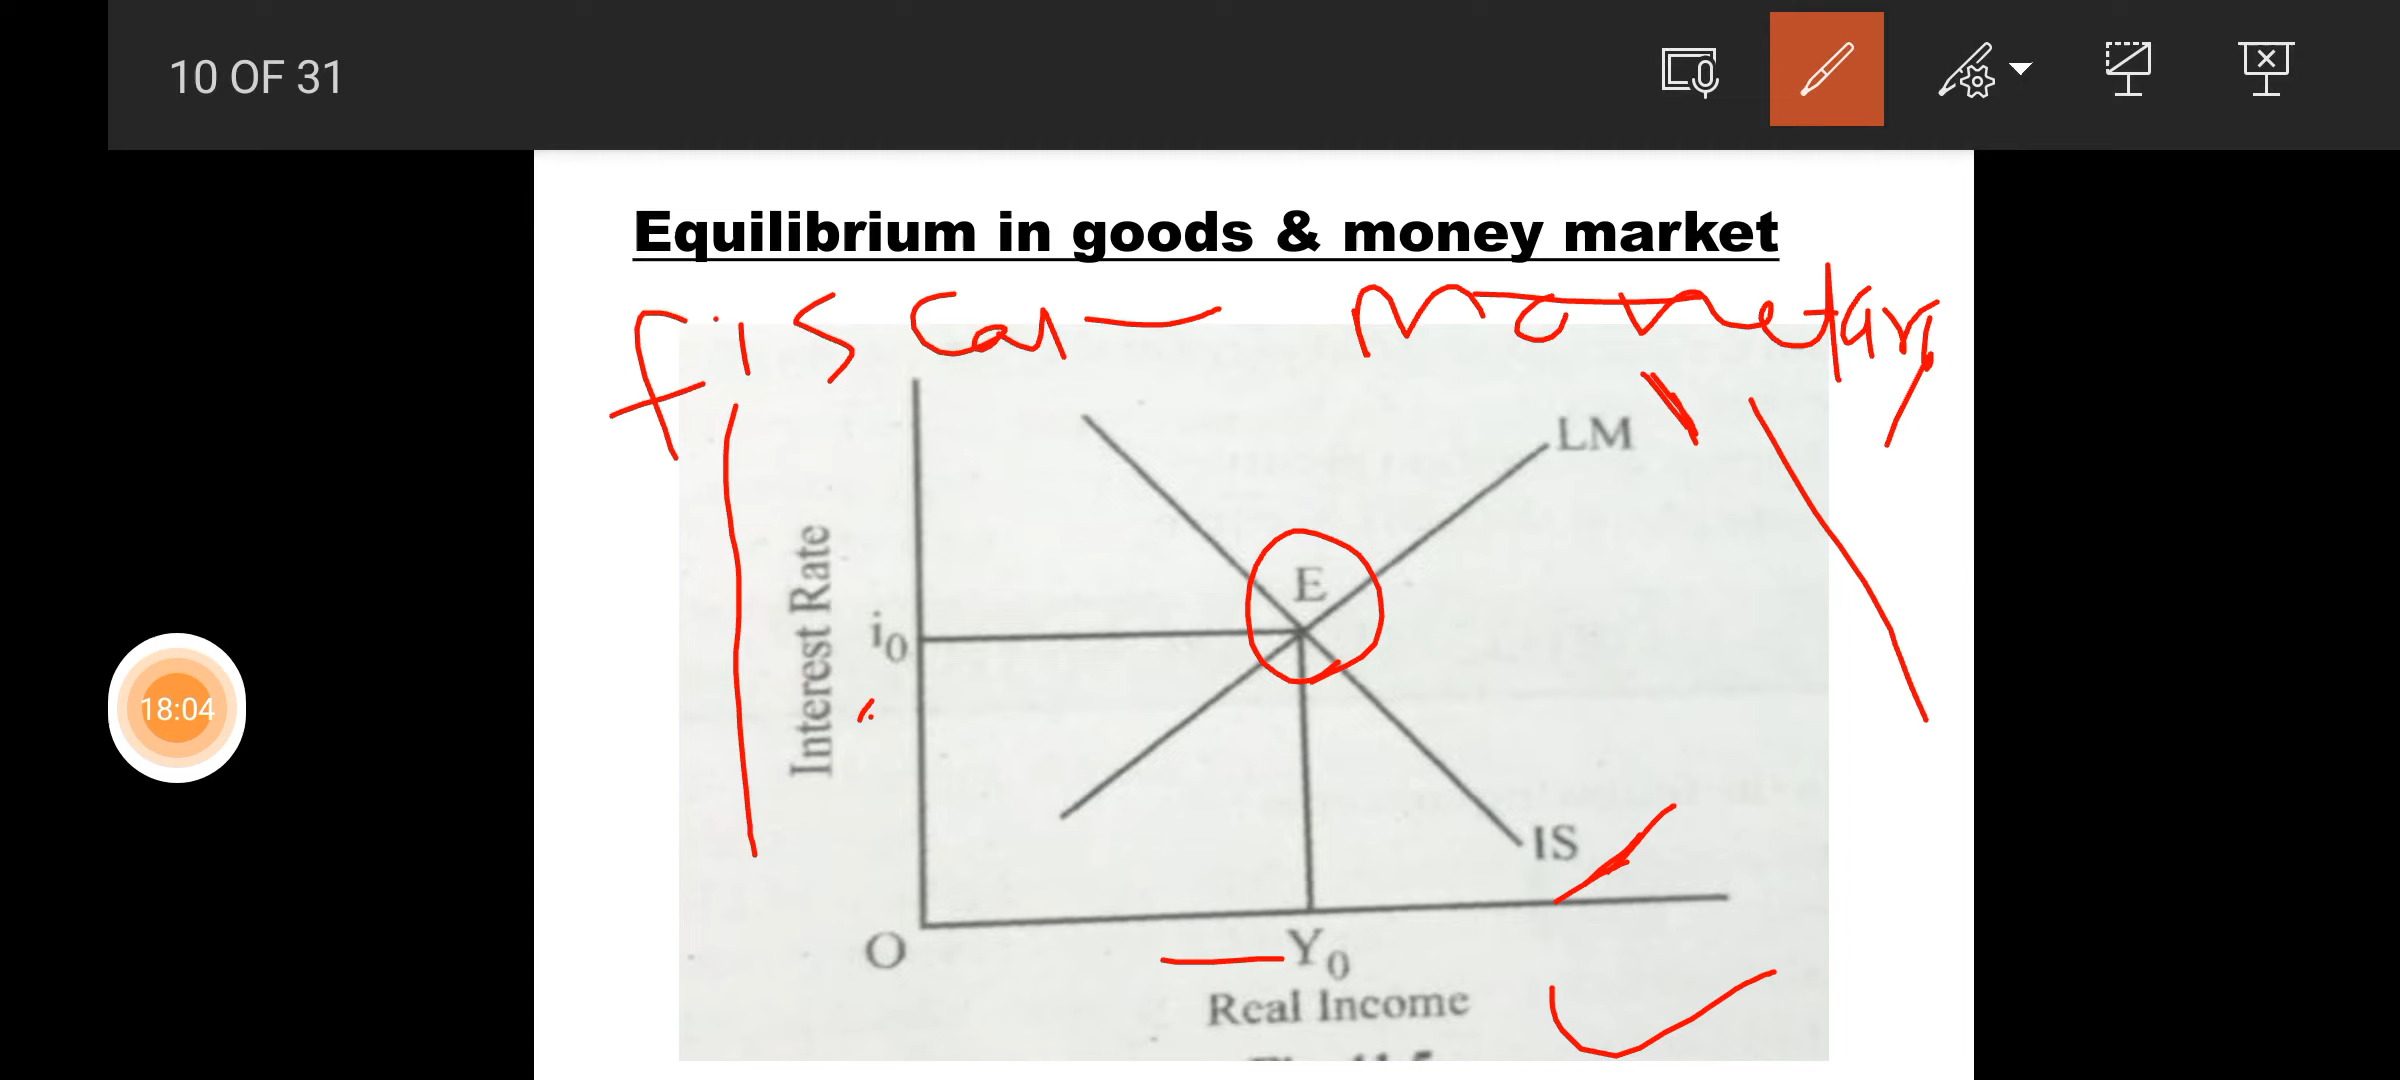 10 OF 31
Equilibrium in goods & money market
Fiscal — Monetary
LM
E
Interest Rate
i0
18:04
IS
O
Y0
Real Income